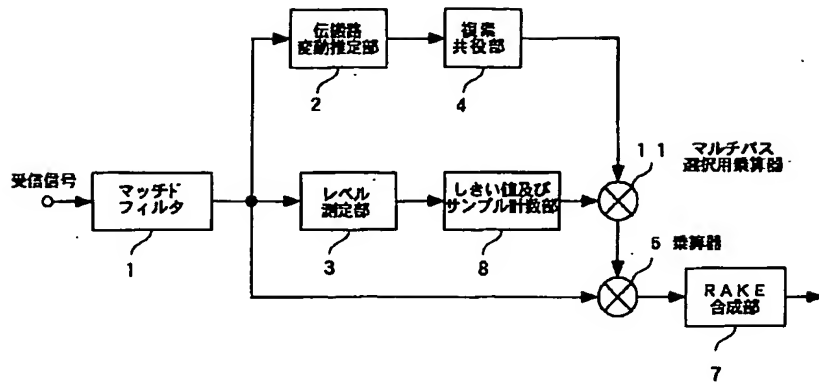 伝搬路
変動推定部
2
複素
共役部
4
11 マルチパス
選択用乗算器
受信信号
マッチド
フィルタ
1
レベル
測定部
3
しきい値及び
サンプル計数部
8
5 乗算器
RAKE
合成部
7